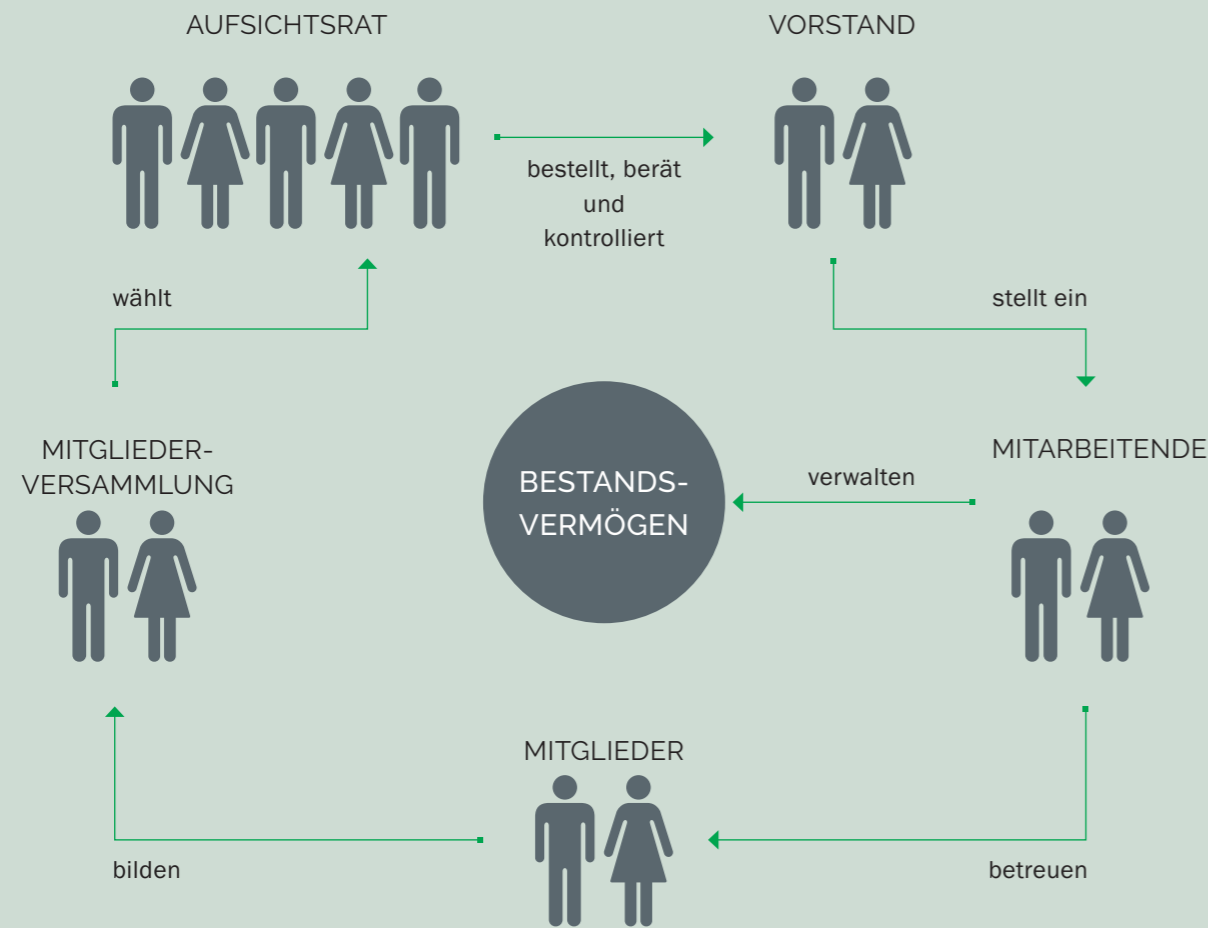 AUFSICHTSRAT
VORSTAND
bestellt, berät
und
kontrolliert
wählt
stellt ein
MITGLIEDER-
VERSAMMLUNG
BESTANDS-
VERMÖGEN
verwalten
MITARBEITENDE
MITGLIEDER
bilden
betreuen